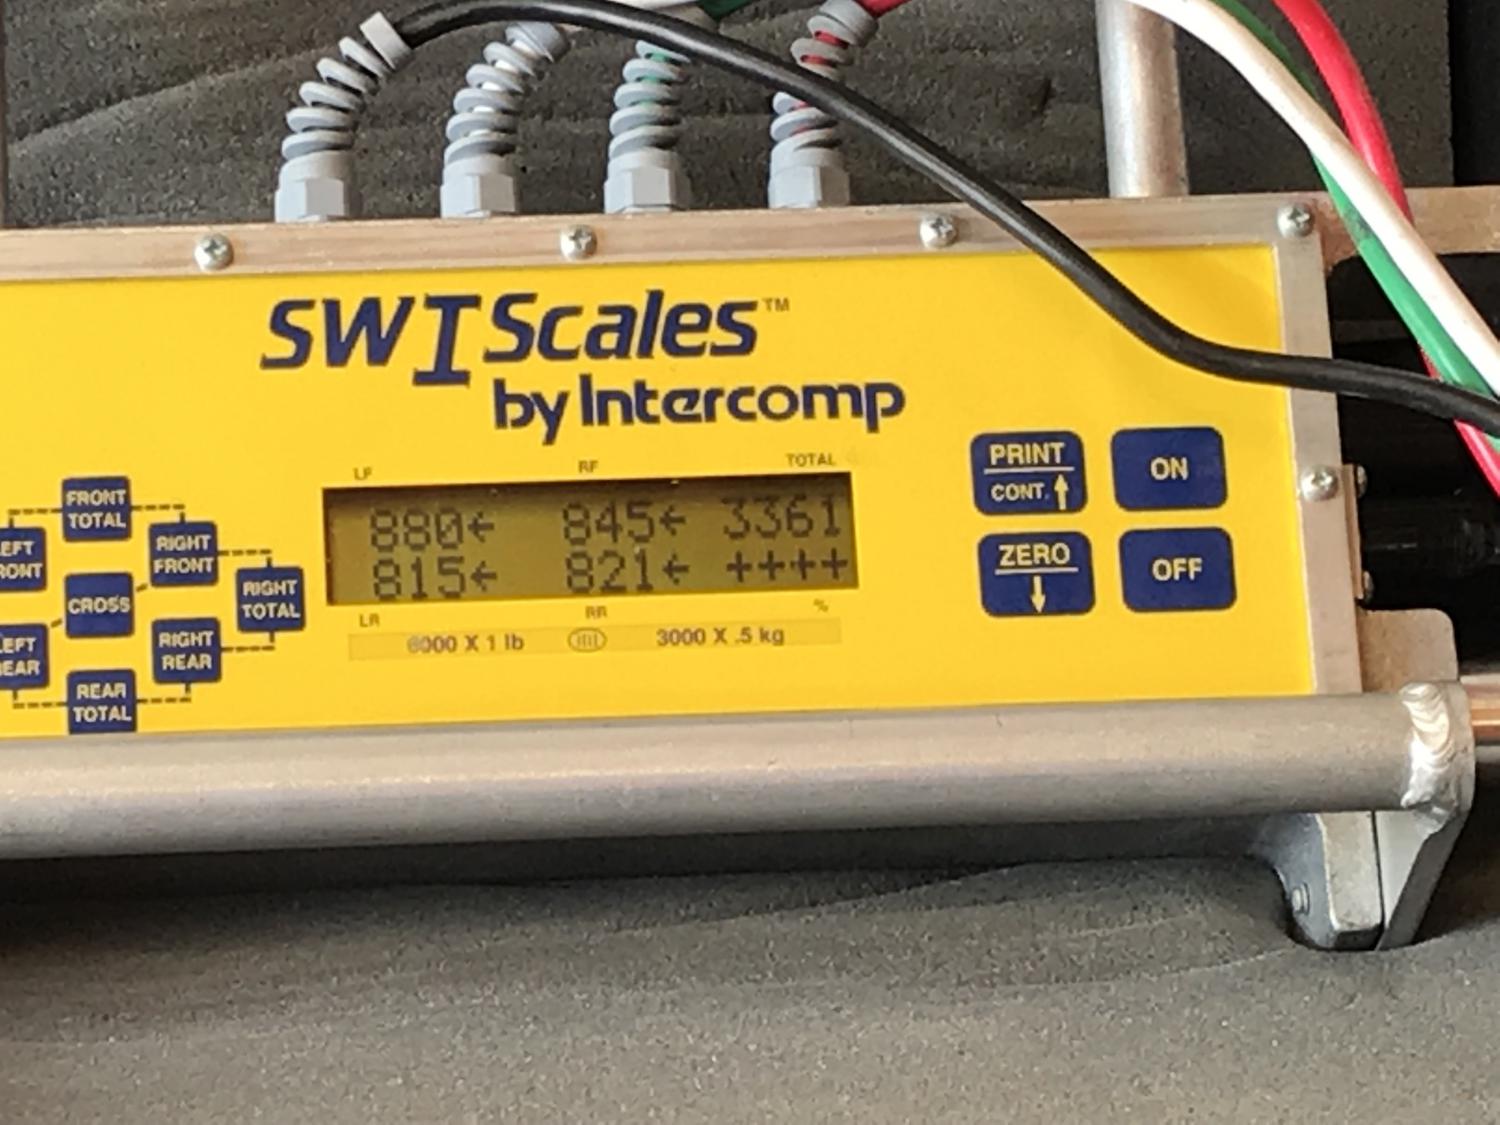 SWIScales™
by Intercomp
LF RF TOTAL
880← 845← 3361
815← 821← ++++
LR RR %
6000 X 1 lb 3000 X .5 kg
FRONT
TOTAL
RIGHT
FRONT
CROSS
RIGHT
TOTAL
RIGHT
REAR
REAR
TOTAL
PRINT
CONT. ↑
ON
ZERO
↓
OFF